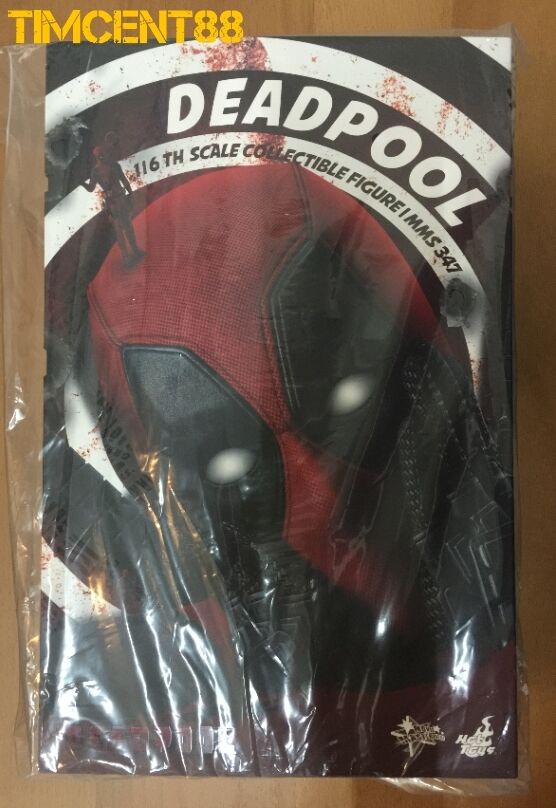 TIMCENT88
DEADPOOL
1/6TH SCALE COLLECTIBLE FIGURE / MMS 347
Hot Toys